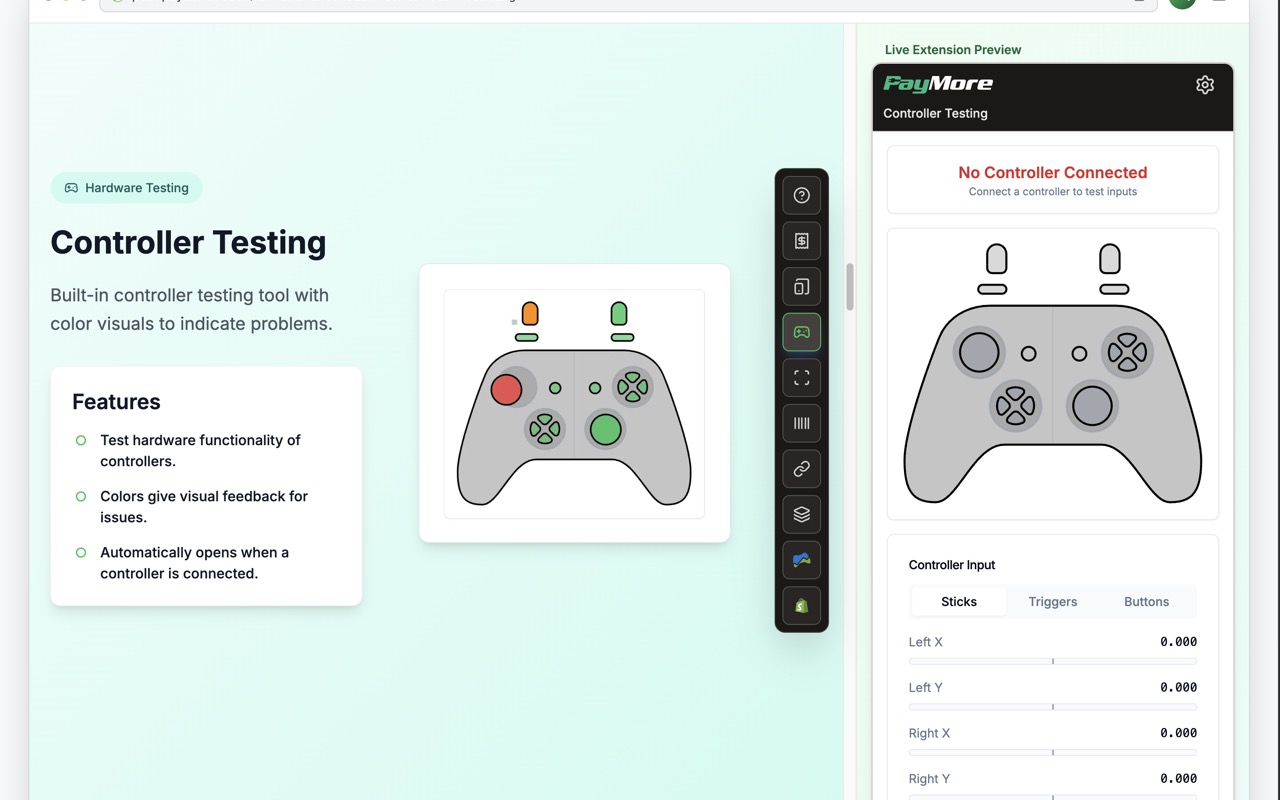 Hardware Testing
Controller Testing
Built-in controller testing tool with
color visuals to indicate problems.
Features
Test hardware functionality of
controllers.
Colors give visual feedback for
issues.
Automatically opens when a
controller is connected.
Live Extension Preview
PayMore
Controller Testing
No Controller Connected
Connect a controller to test inputs
Controller Input
Sticks Triggers Buttons
Left X 0.000
Left Y 0.000
Right X 0.000
Right Y 0.000